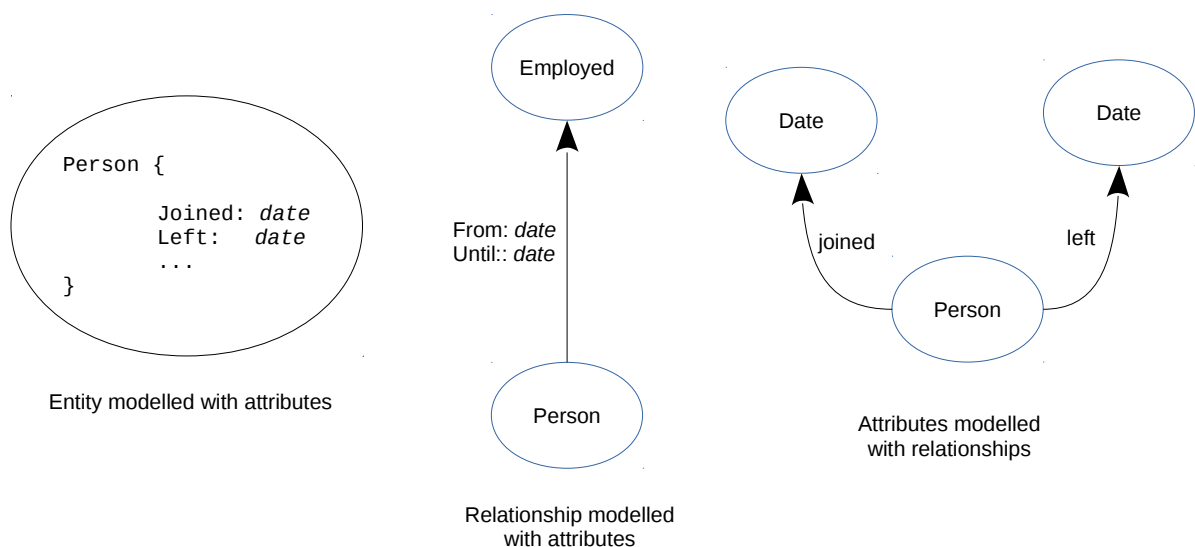 Person {
Joined: date
Left: date
...
}
Entity modelled with attributes
Employed
From: date
Until:: date
Person
Relationship modelled
with attributes
Date
Date
joined
left
Person
Attributes modelled
with relationships